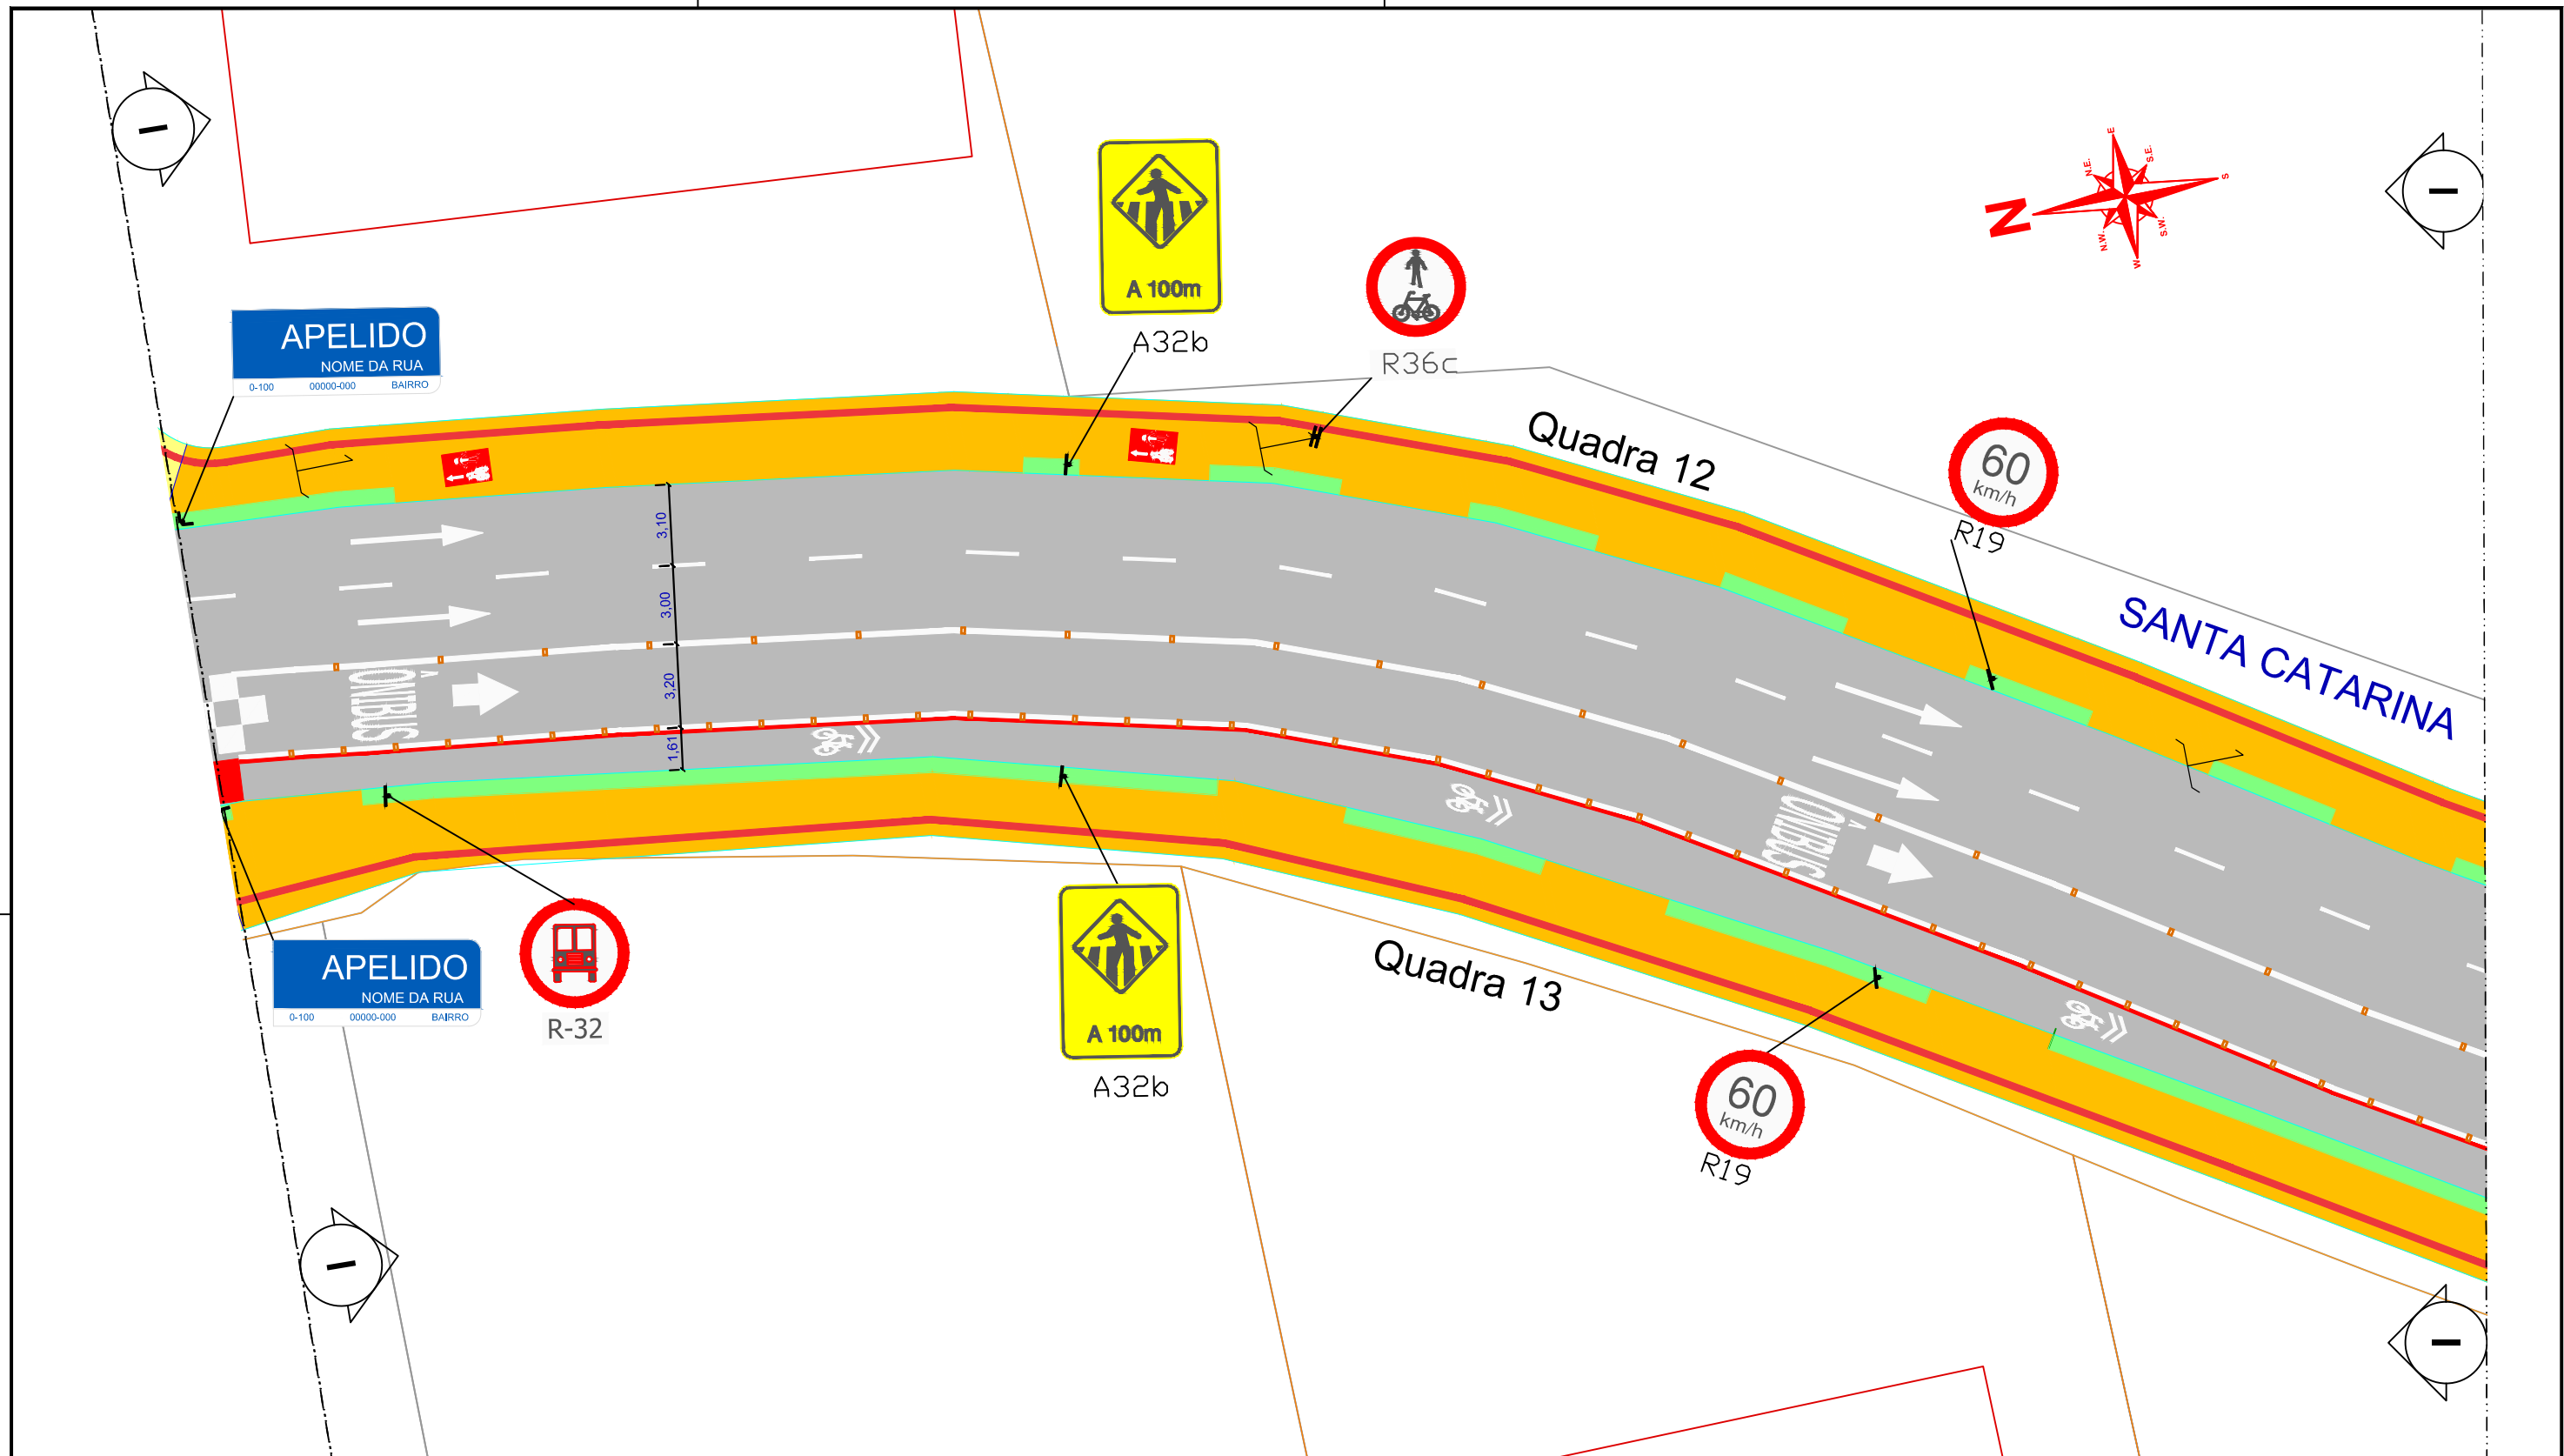 A 100m
A32b
R36c
N
N.E.
E
S.E.
S
S.W.
W
N.W.
APELIDO
NOME DA RUA
0-100 00000-000 BAIRRO
Quadra 12
60
km/h
R19
SANTA CATARINA
3,10
3,00
3,20
1,61
ÔNIBUS
ÔNIBUS
APELIDO
NOME DA RUA
0-100 00000-000 BAIRRO
R-32
A 100m
A32b
Quadra 13
60
km/h
R19